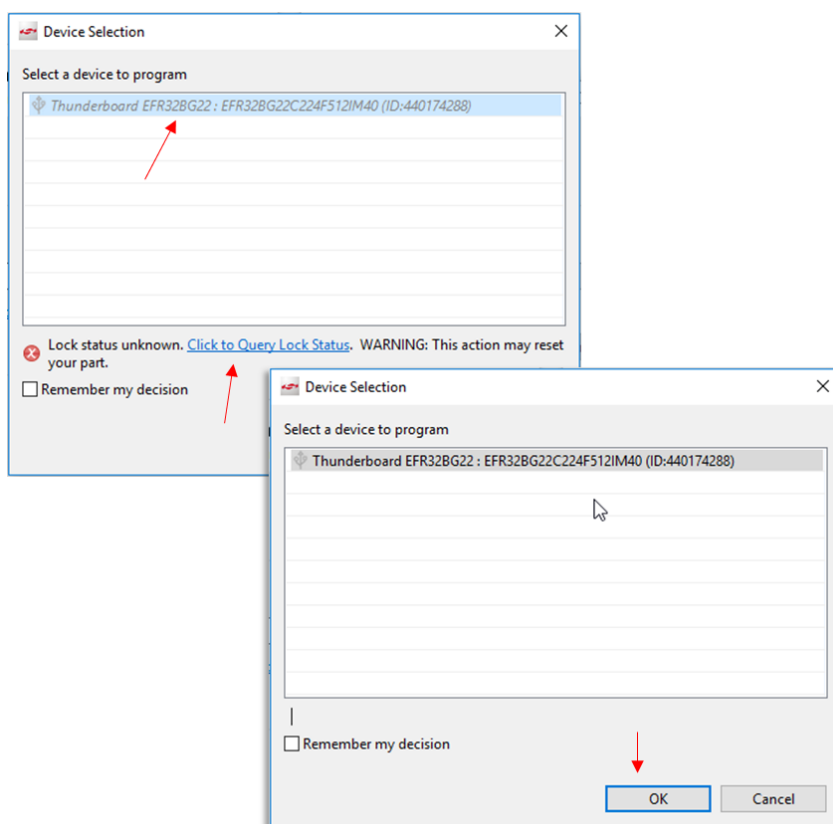 Device Selection
Select a device to program
Thunderboard EFR32BG22 : EFR32BG22C224F512IM40 (ID:440174288)
Lock status unknown. Click to Query Lock Status. WARNING: This action may reset
your part.
Remember my decision
Device Selection
Select a device to program
Thunderboard EFR32BG22 : EFR32BG22C224F512IM40 (ID:440174288)
Remember my decision
OK
Cancel